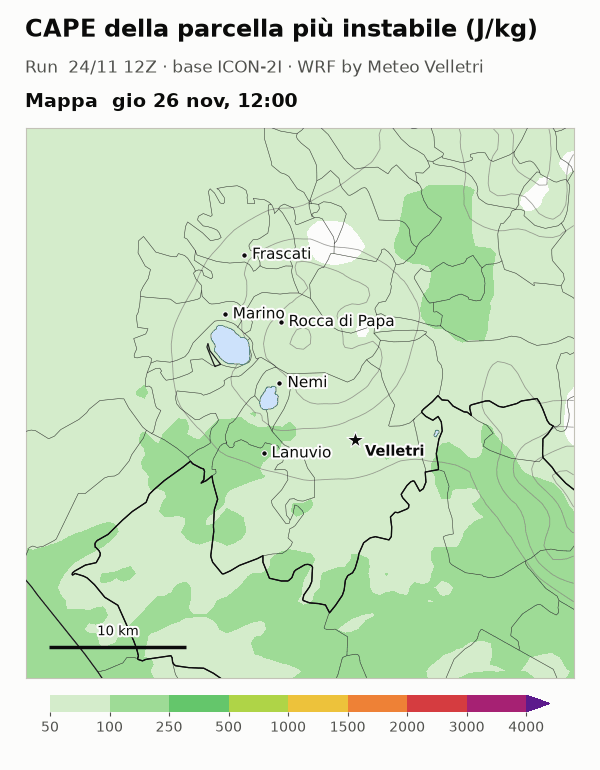 CAPE della parcella più instabile (J/kg)
Run  24/11 12Z · base ICON-2I · WRF by Meteo Velletri
Mappa  gio 26 nov, 12:00
Frascati
Marino
Rocca di Papa
Nemi
Velletri
Lanuvio
10 km
50 100 250 500 1000 1500 2000 3000 4000